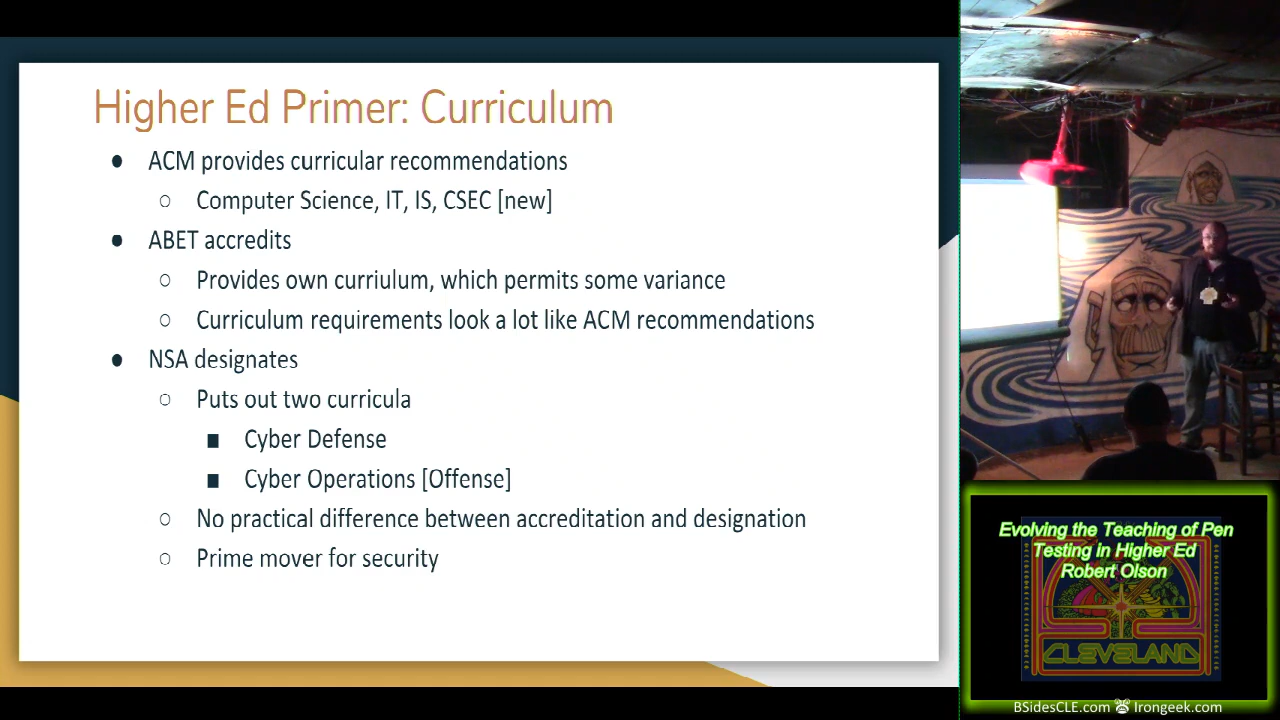 Higher Ed Primer: Curriculum
● ACM provides curricular recommendations
○ Computer Science, IT, IS, CSEC [new]
● ABET accredits
○ Provides own curriulum, which permits some variance
○ Curriculum requirements look a lot like ACM recommendations
● NSA designates
○ Puts out two curricula
■ Cyber Defense
■ Cyber Operations [Offense]
○ No practical difference between accreditation and designation
○ Prime mover for security
Evolving the Teaching of Pen
Testing in Higher Ed
Robert Olson
CLEVELAND
BSidesCLE.com Irongeek.com